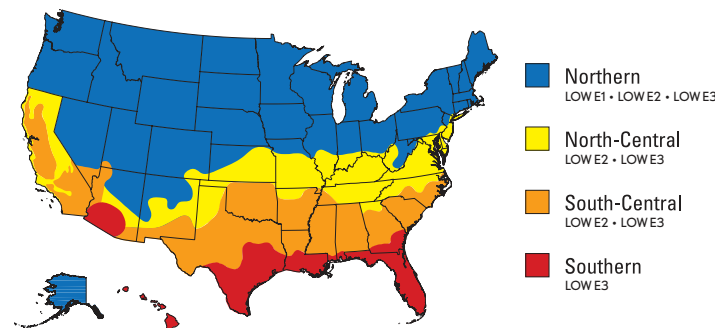 Northern
LOW E1 • LOW E2 • LOW E3
North-Central
LOW E2 • LOW E3
South-Central
LOW E2 • LOW E3
Southern
LOW E3